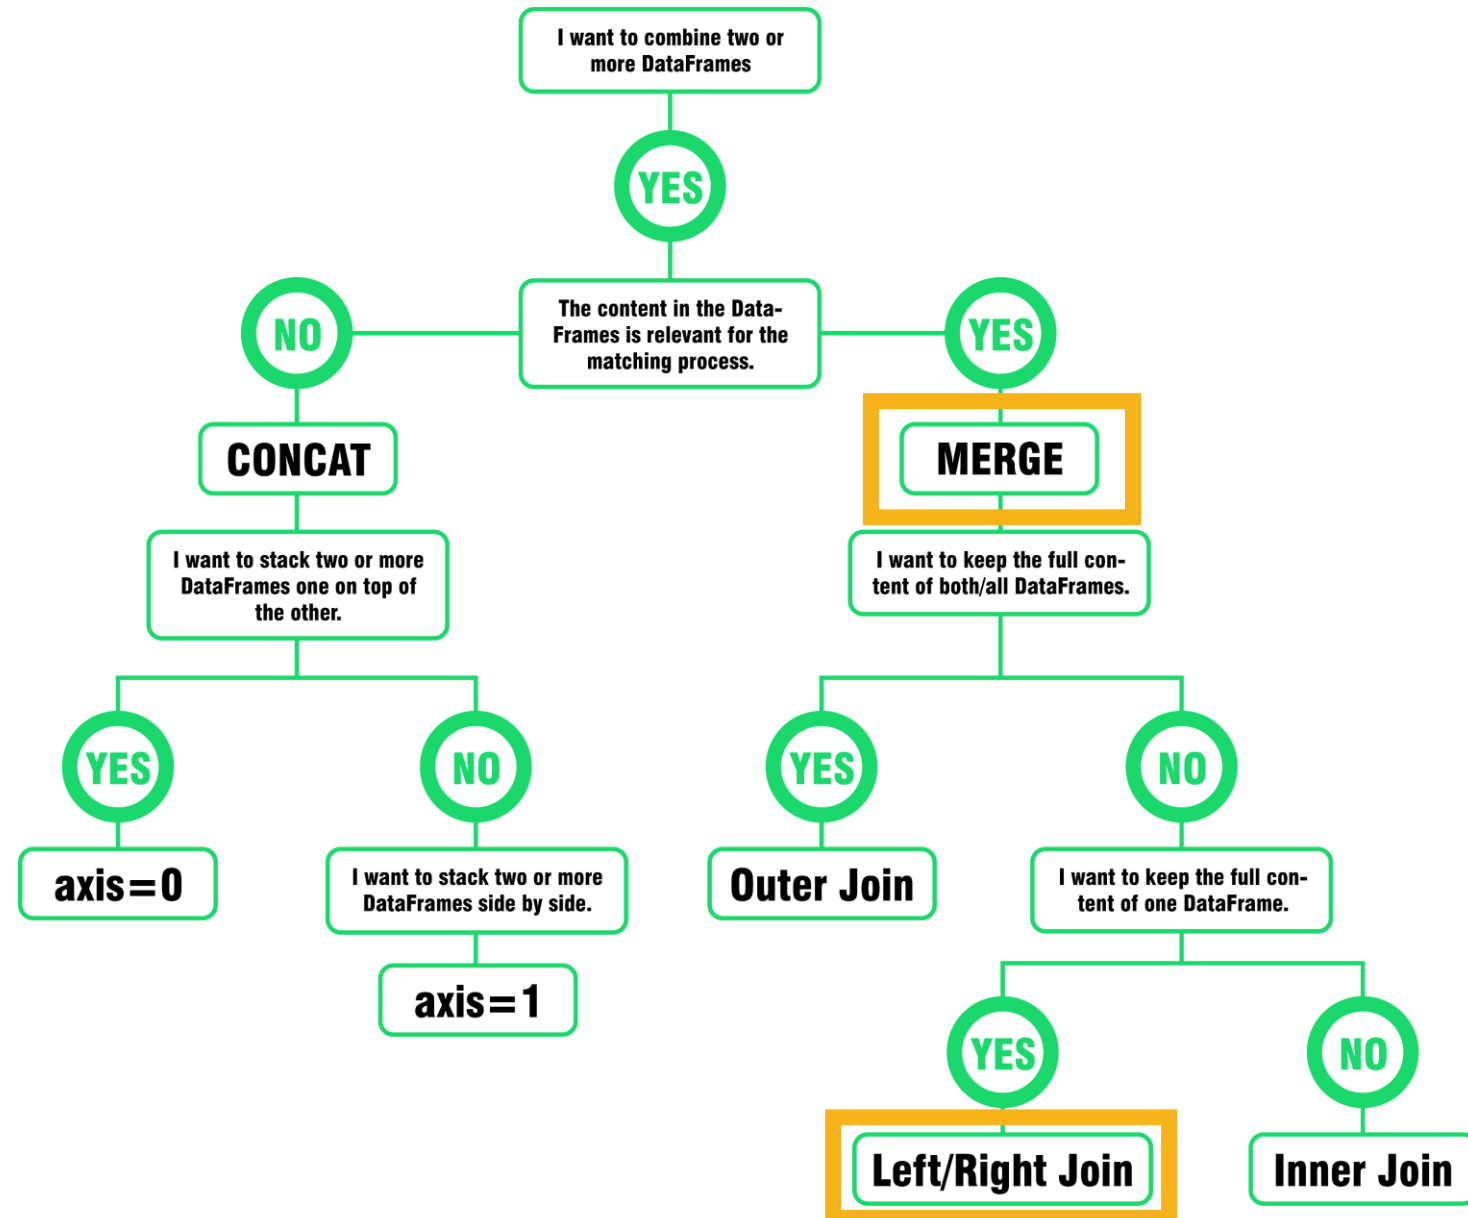 I want to combine two or
more DataFrames
YES
NO
The content in the Data-
Frames is relevant for the
matching process.
YES
CONCAT
MERGE
I want to stack two or more
DataFrames one on top of
the other.
I want to keep the full con-
tent of both/all DataFrames.
YES
NO
YES
NO
axis=0
I want to stack two or more
DataFrames side by side.
Outer Join
I want to keep the full con-
tent of one DataFrame.
axis=1
YES
NO
Left/Right Join
Inner Join